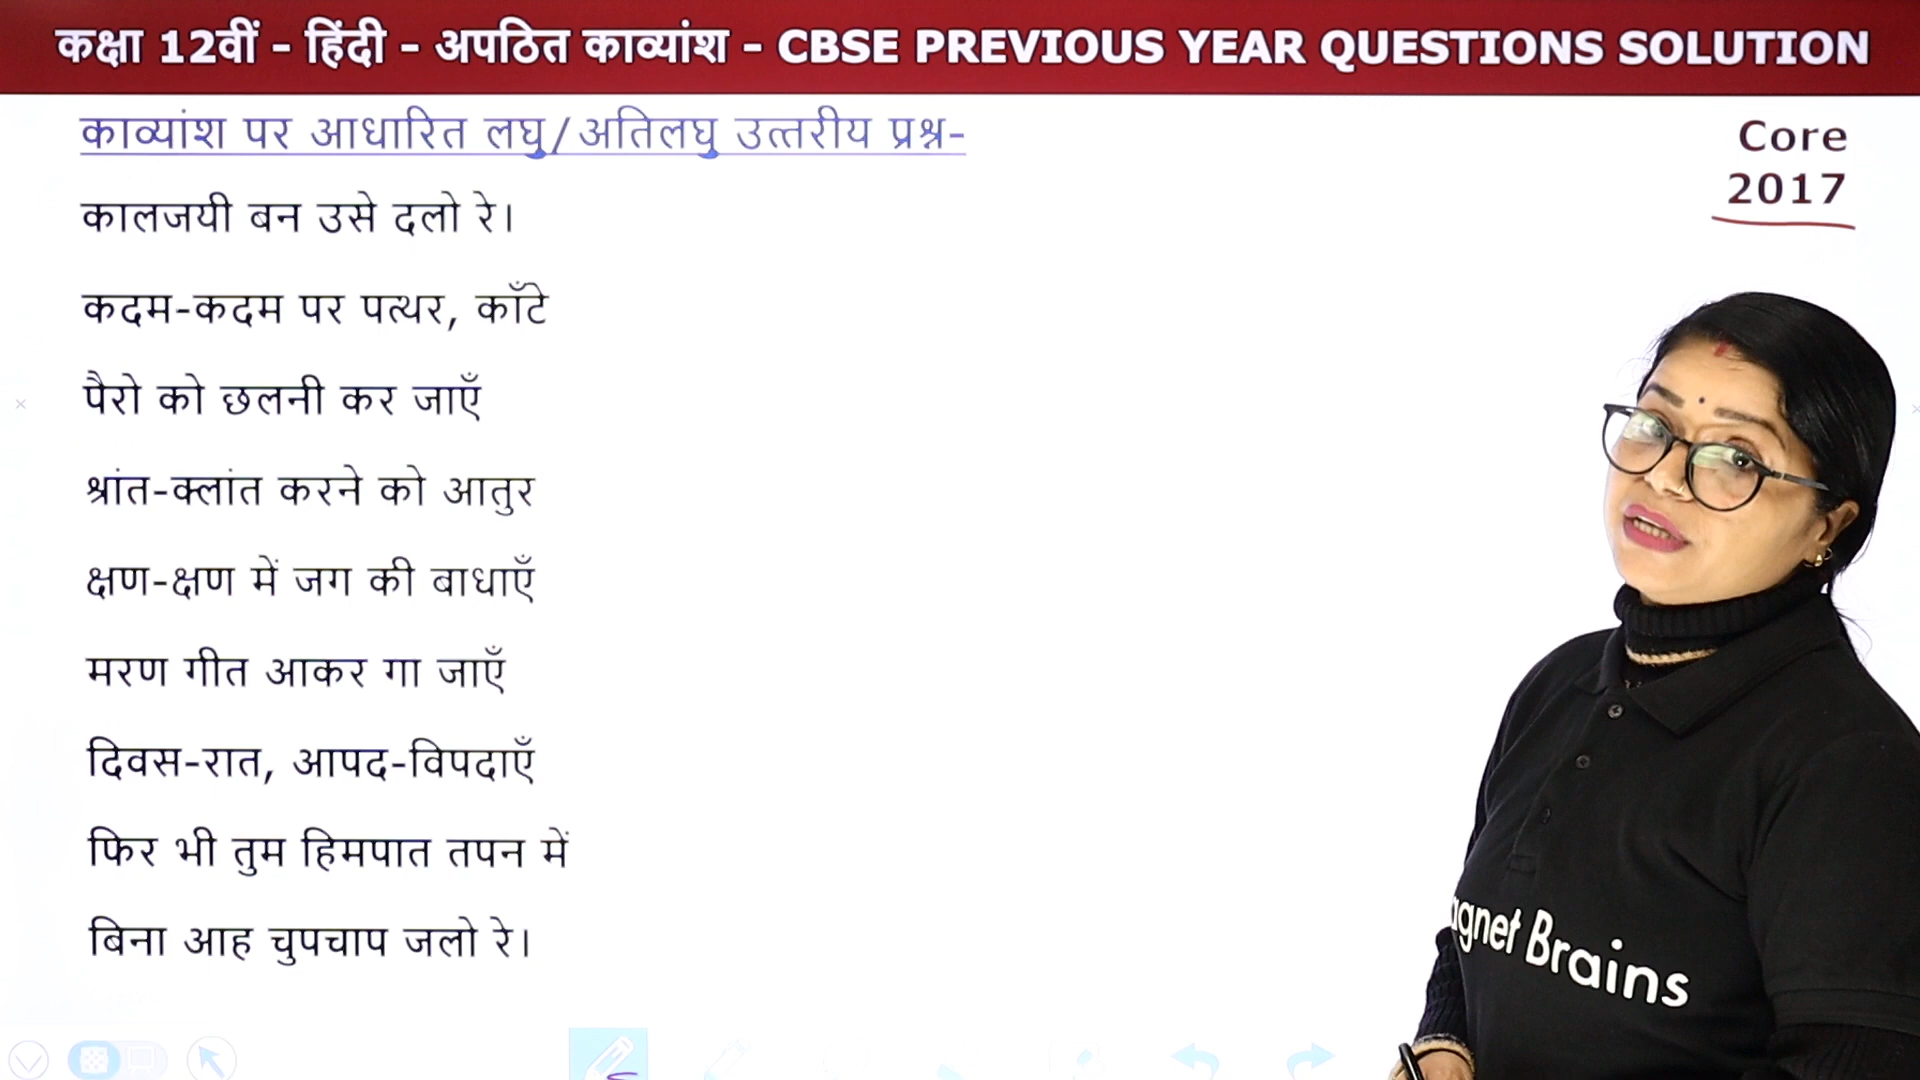 कक्षा 12वीं - हिंदी - अपठित काव्यांश - CBSE PREVIOUS YEAR QUESTIONS SOLUTION
काव्यांश पर आधारित लघु/अतिलघु उत्तरीय प्रश्न-
Core
2017
कालजयी बन उसे दलो रे।
कदम-कदम पर पत्थर, काँटे
पैरो को छलनी कर जाएँ
श्रांत-क्लांत करने को आतुर
क्षण-क्षण में जग की बाधाएँ
मरण गीत आकर गा जाएँ
दिवस-रात, आपद-विपदाएँ
फिर भी तुम हिमपात तपन में
बिना आह चुपचाप जलो रे।
agnet Brains